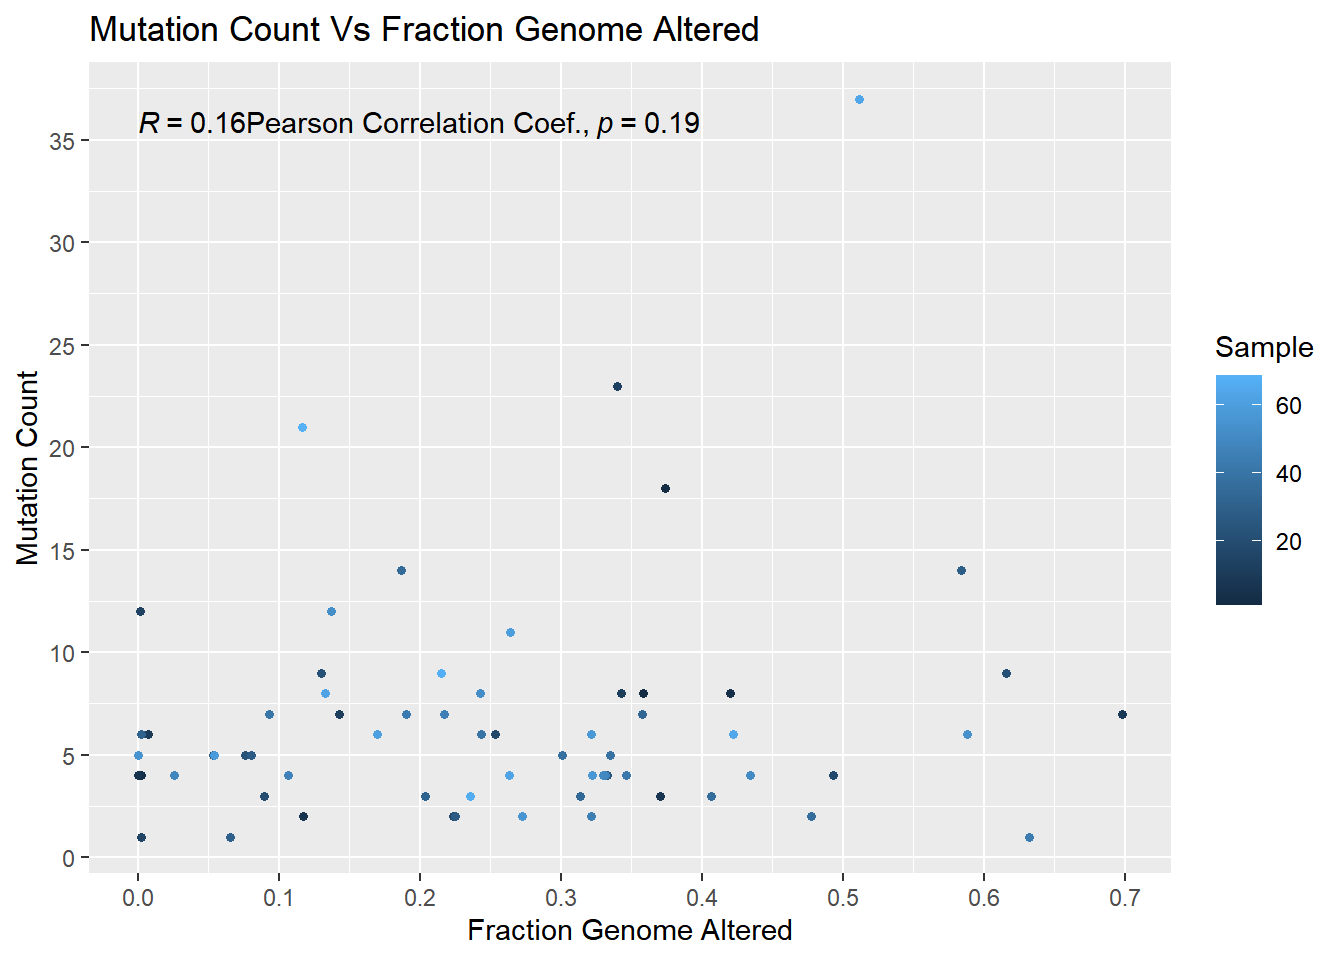 Mutation Count Vs Fraction Genome Altered
R = 0.16Pearson Correlation Coef., p = 0.19
35
30
25
20
15
10
5
0
Mutation Count
0.0 0.1 0.2 0.3 0.4 0.5 0.6 0.7
Fraction Genome Altered
Sample
60
40
20